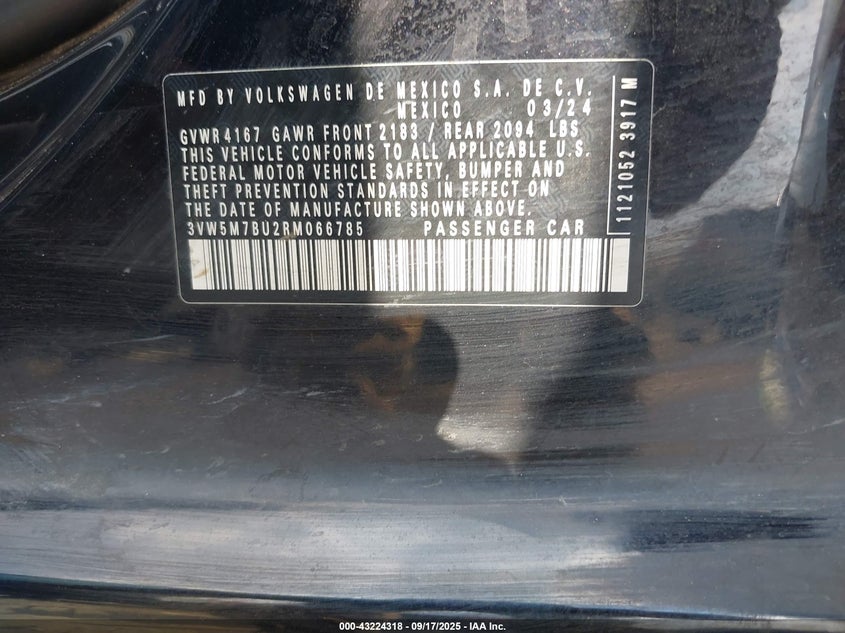 MFD BY VOLKSWAGEN DE MEXICO S.A. DE C.V.
MEXICO 03/24
GVWR 4167 GAWR FRONT 2183 / REAR 2094 LBS
THIS VEHICLE CONFORMS TO ALL APPLICABLE U.S.
FEDERAL MOTOR VEHICLE SAFETY, BUMPER AND
THEFT PREVENTION STANDARDS IN EFFECT ON
THE DATE OF MANUFACTURE SHOWN ABOVE.
3VW5M7BU2RM066785 PASSENGER CAR
1121052 3917 M
000-43224318 - 09/17/2025 - IAA Inc.